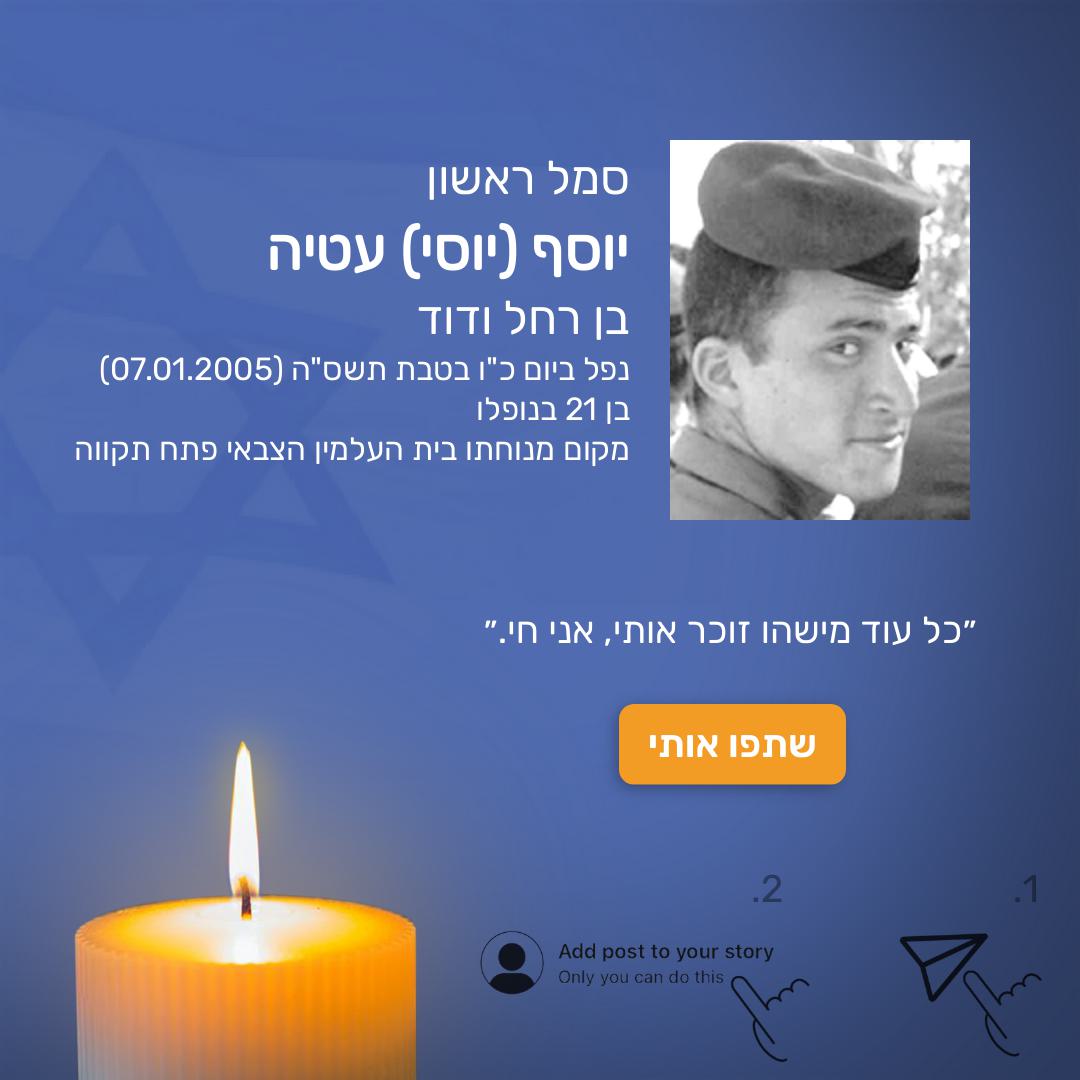 סמל ראשון
יוסף (יוסי) עטיה
בן רחל ודוד
נפל ביום כ"ו בטבת תשס"ה (07.01.2005)
בן 21 בנופלו
מקום מנוחתו בית העלמין הצבאי פתח תקווה
״כל עוד מישהו זוכר אותי, אני חי.״
שתפו אותי
1.
2.
Add post to your story
Only you can do this